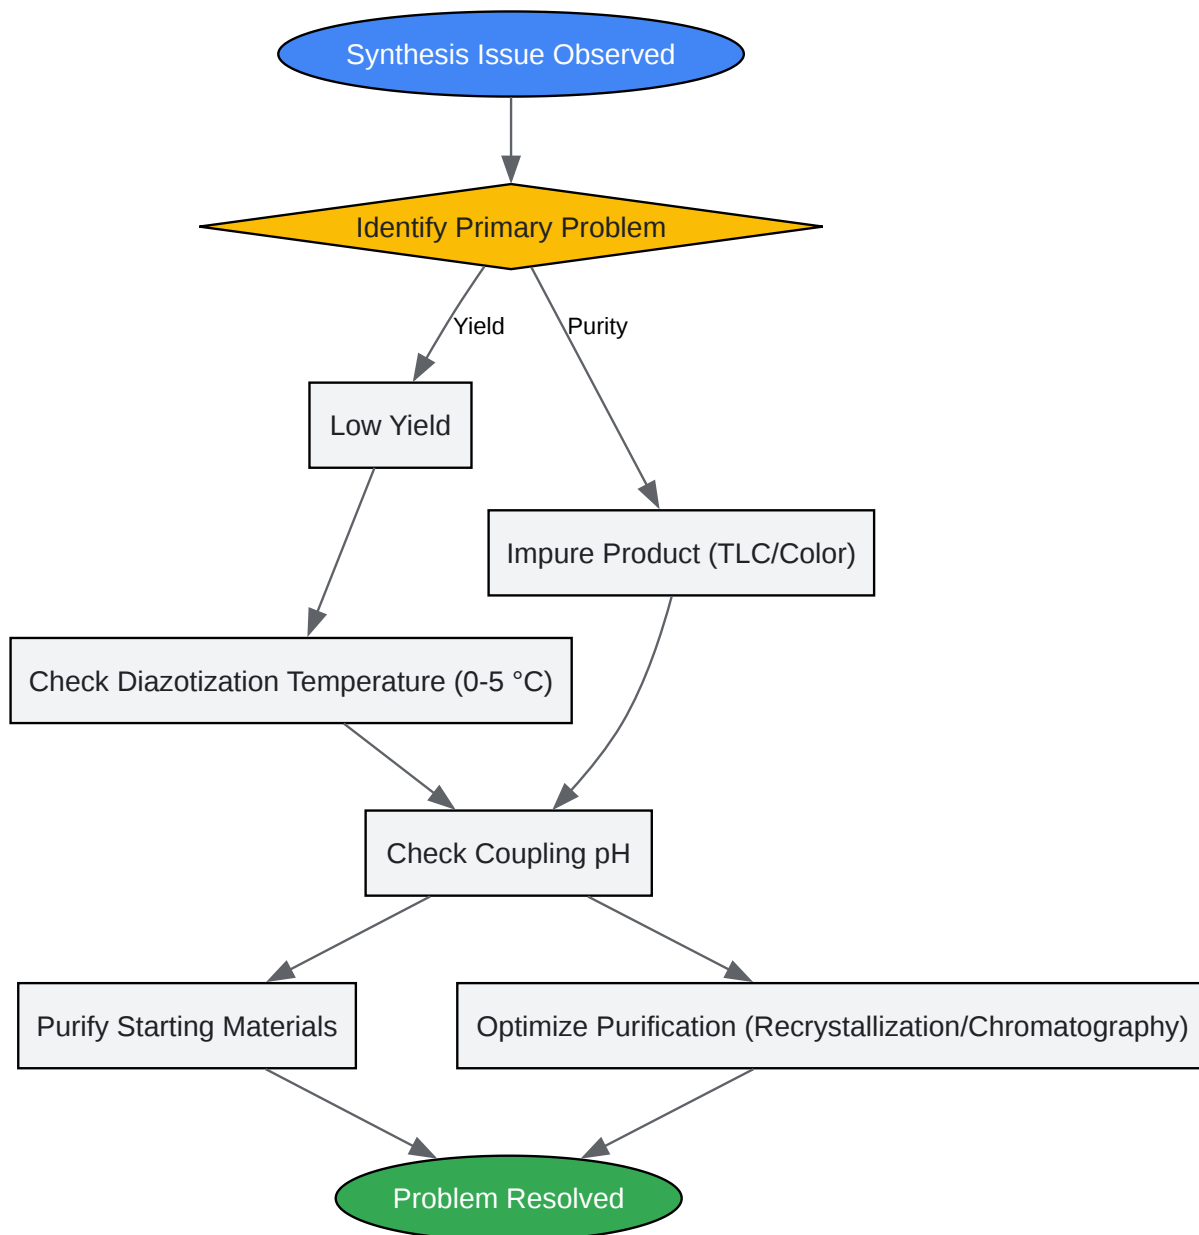 Synthesis Issue Observed
Identify Primary Problem
Yield
Purity
Low Yield
Impure Product (TLC/Color)
Check Diazotization Temperature (0-5 °C)
Check Coupling pH
Purify Starting Materials
Optimize Purification (Recrystallization/Chromatography)
Problem Resolved